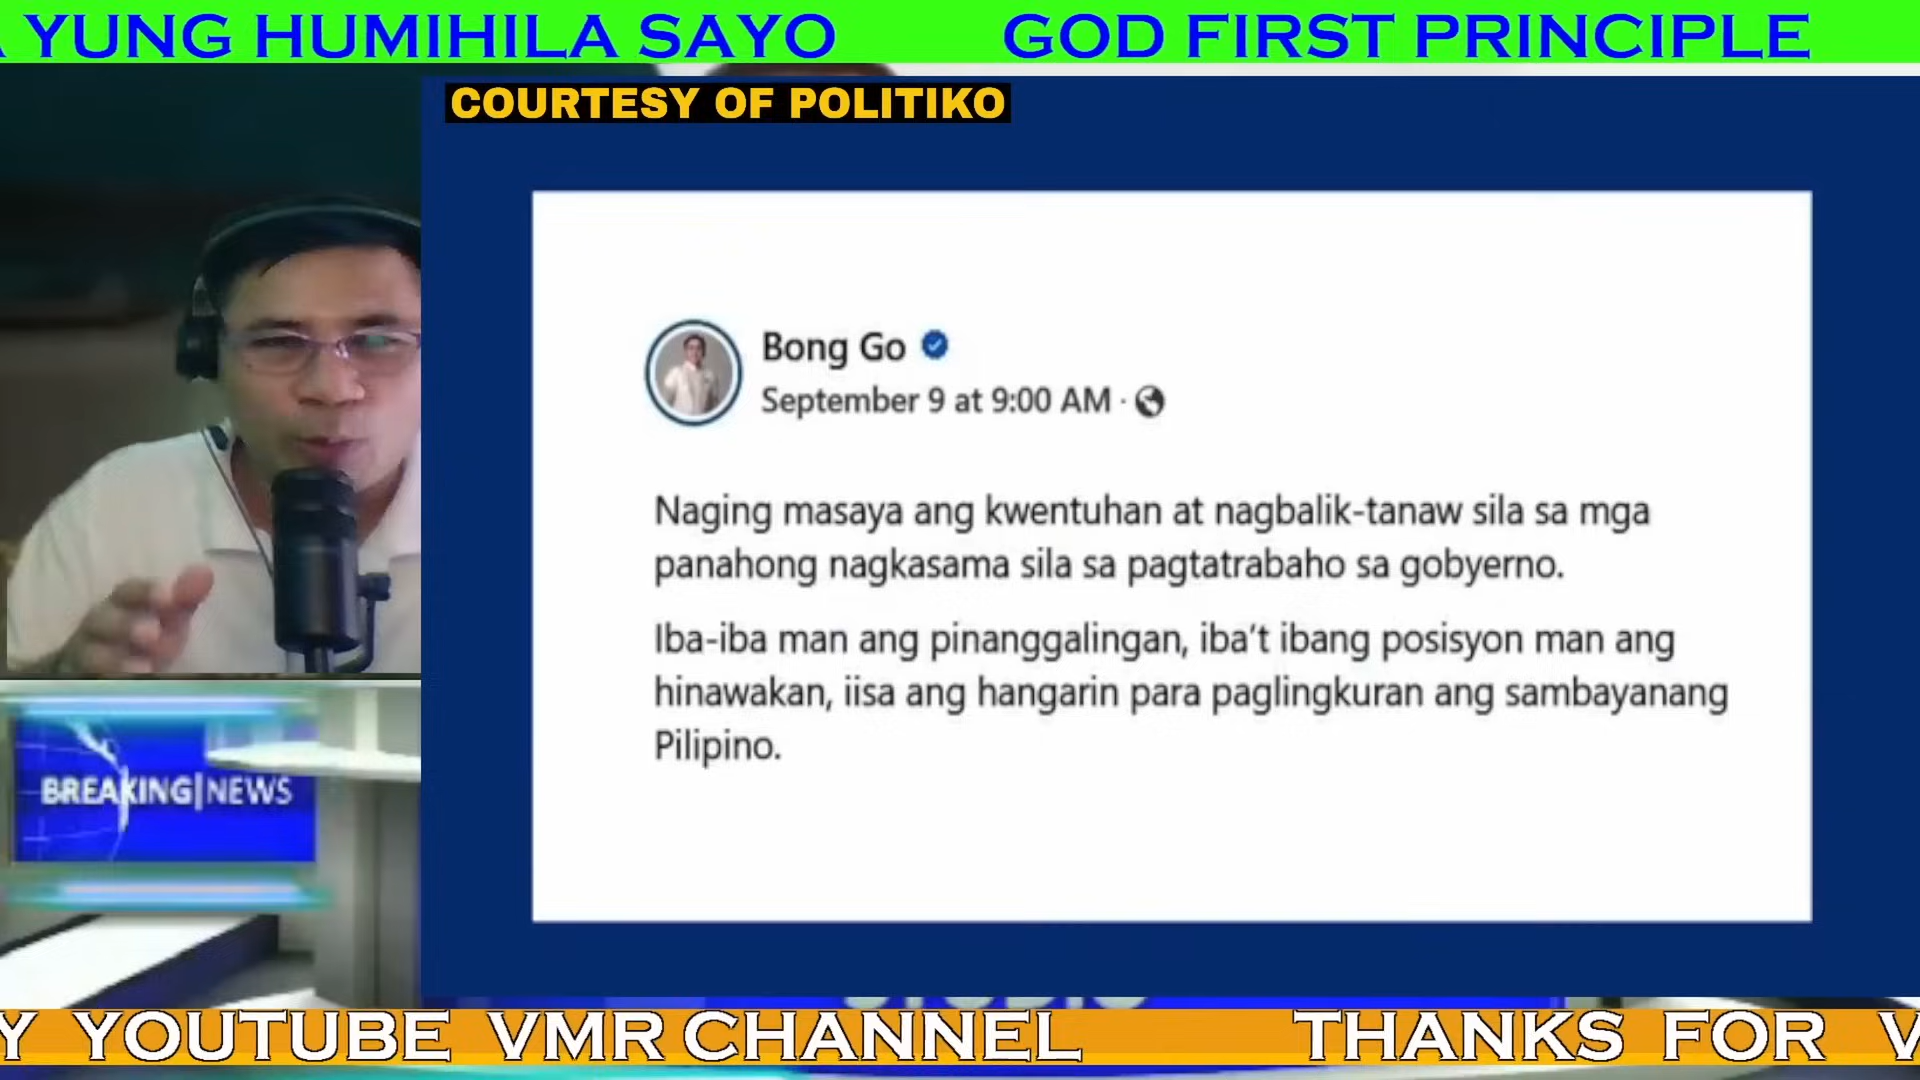 YUNG HUMIHILA SAYO GOD FIRST PRINCIPLE
COURTESY OF POLITIKO
Bong Go
September 9 at 9:00 AM ·
Naging masaya ang kwentuhan at nagbalik-tanaw sila sa mga
panahong nagkasama sila sa pagtatrabaho sa gobyerno.
Iba-iba man ang pinanggalingan, iba't ibang posisyon man ang
hinawakan, iisa ang hangarin para paglingkuran ang sambayanang
Pilipino.
BREAKING|NEWS
YOUTUBE VMR CHANNEL THANKS FOR